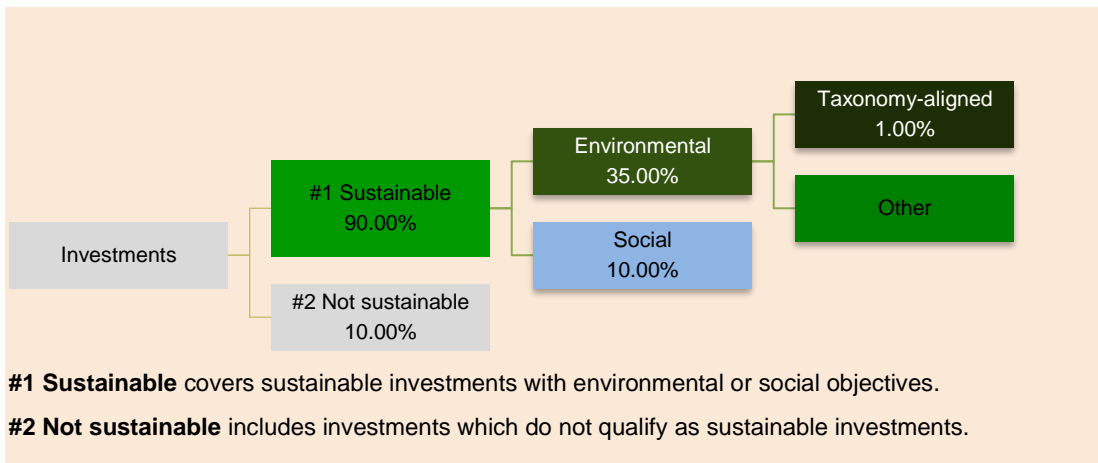 Investments
#1 Sustainable
90.00%
#2 Not sustainable
10.00%
Environmental
35.00%
Social
10.00%
Taxonomy-aligned
1.00%
Other
#1 Sustainable covers sustainable investments with environmental or social objectives.
#2 Not sustainable includes investments which do not qualify as sustainable investments.